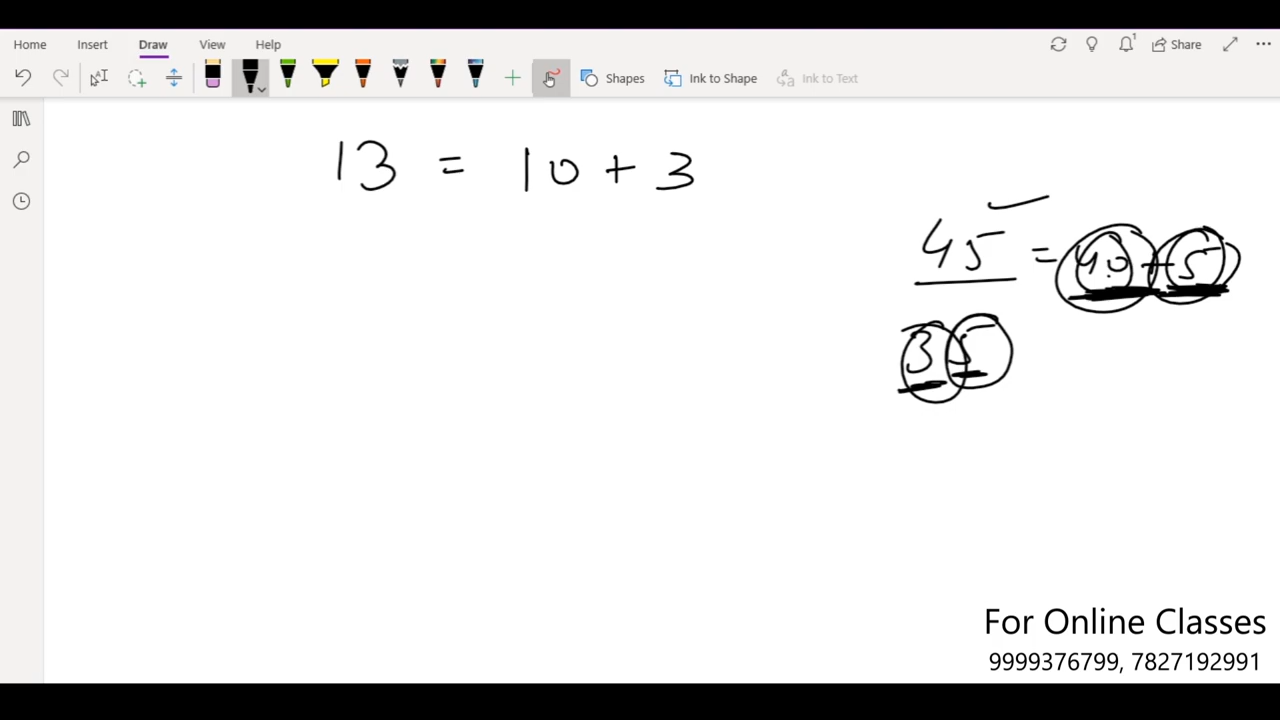 Home Insert Draw View Help Share
Shapes Ink to Shape Ink to Text
13 = 10 + 3
45 = 40 + 5
35
For Online Classes
9999376799, 7827192991